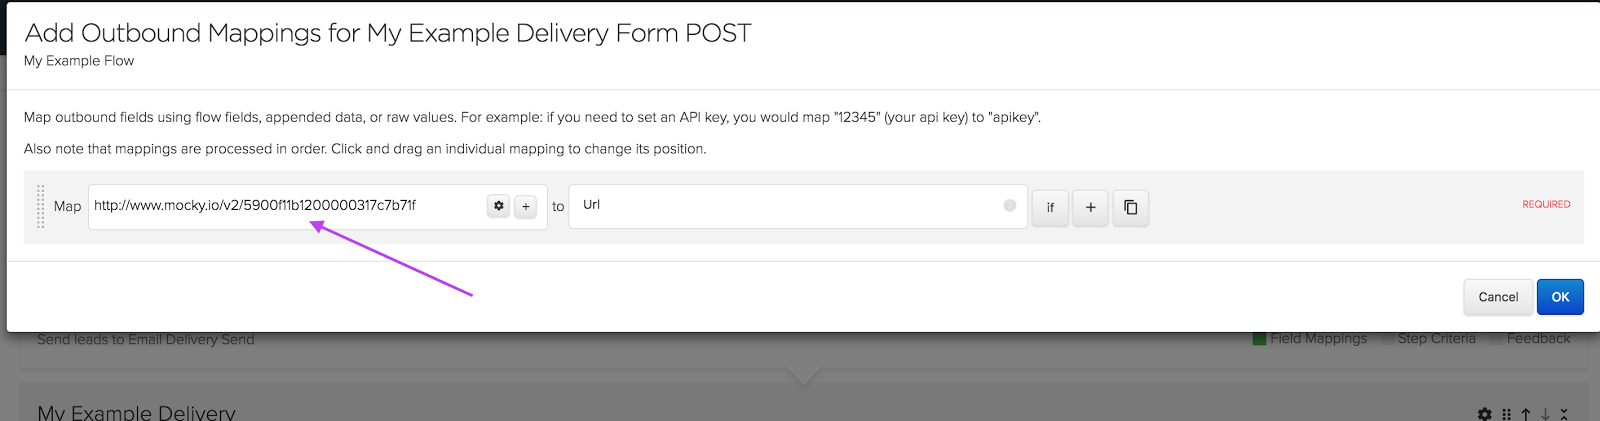 Add Outbound Mappings for My Example Delivery Form POST
My Example Flow
Map outbound fields using flow fields, appended data, or raw values. For example: if you need to set an API key, you would map "12345" (your api key) to "apikey".
Also note that mappings are processed in order. Click and drag an individual mapping to change its position.
Map http://www.mocky.io/v2/5900f11b1200000317c7b71f + to Url if + REQUIRED
Cancel OK
Send leads to Email Delivery Send Field Mappings Step Criteria Feedback
My Example Delivery